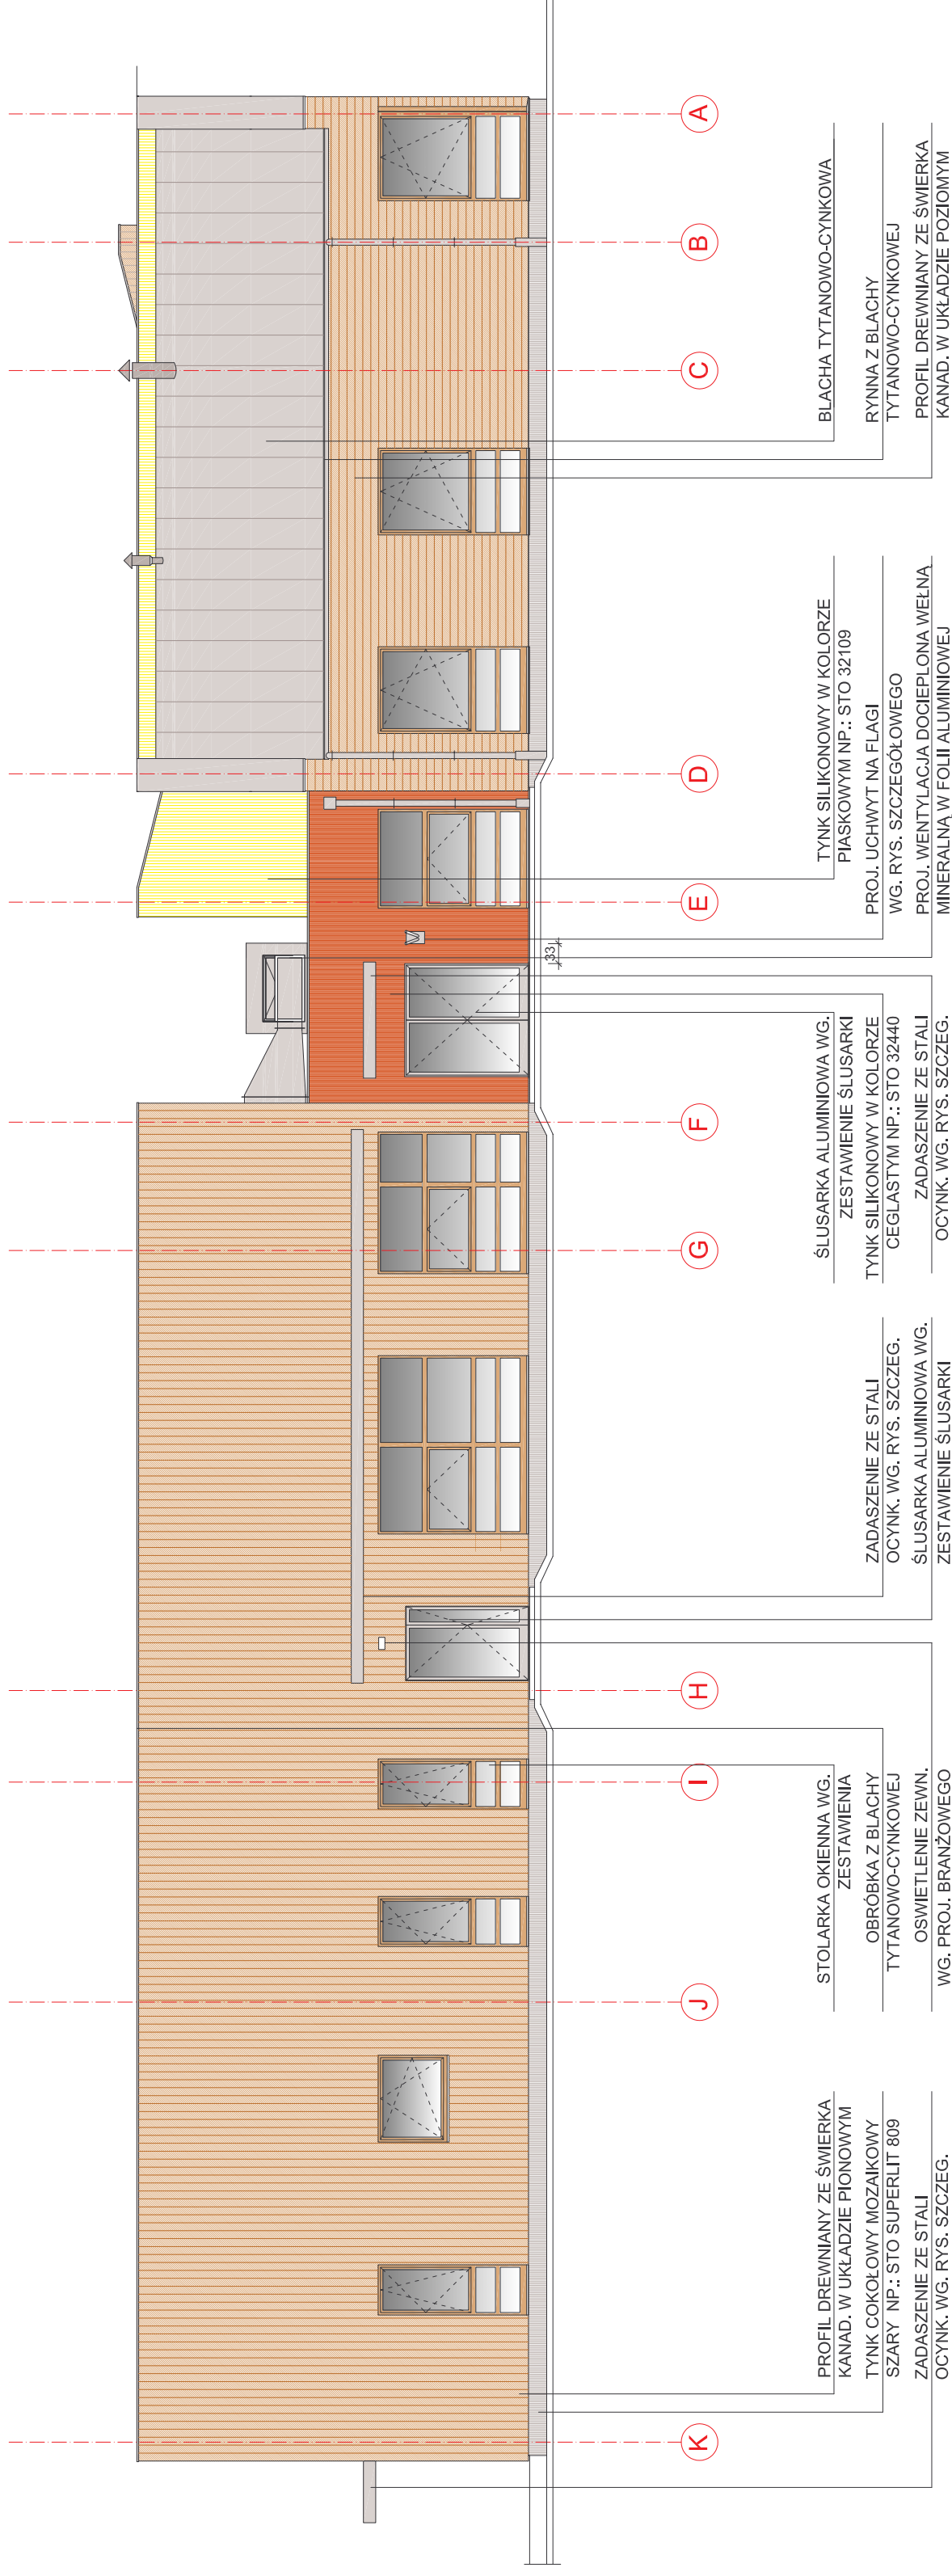 K
J
I
H
G
F
E
D
C
B
A
33
PROFIL DREWNIANY ZE ŚWIERKA
KANAD. W UKŁADZIE PIONOWYM
TYNK COKOŁOWY MOZAIKOWY
SZARY NP.: STO SUPERLIT 809
ZADASZENIE ZE STALI
OCYNK. WG. RYS. SZCZEG.
STOLARKA OKIENNA WG.
ZESTAWIENIA
OBRÓBKA Z BLACHY
TYTANOWO-CYNKOWEJ
OSWIETLENIE ZEWN.
WG. PROJ. BRANŻOWEGO
ZADASZENIE ZE STALI
OCYNK. WG. RYS. SZCZEG.
ŚLUSARKA ALUMINIOWA WG.
ZESTAWIENIE ŚLUSARKI
ŚLUSARKA ALUMINIOWA WG.
ZESTAWIENIE ŚLUSARKI
TYNK SILIKONOWY W KOLORZE
CEGLASTYM NP.: STO 32440
ZADASZENIE ZE STALI
OCYNK. WG. RYS. SZCZEG.
TYNK SILIKONOWY W KOLORZE
PIASKOWYM NP.: STO 32109
PROJ. UCHWYT NA FLAGI
WG. RYS. SZCZEGÓŁOWEGO
PROJ. WENTYLACJA DOCIEPLONA WEŁNĄ
MINERALNĄ W FOLII ALUMINIOWEJ
BLACHA TYTANOWO-CYNKOWA
RYNNA Z BLACHY
TYTANOWO-CYNKOWEJ
PROFIL DREWNIANY ZE ŚWIERKA
KANAD. W UKŁADZIE POZIOMYM